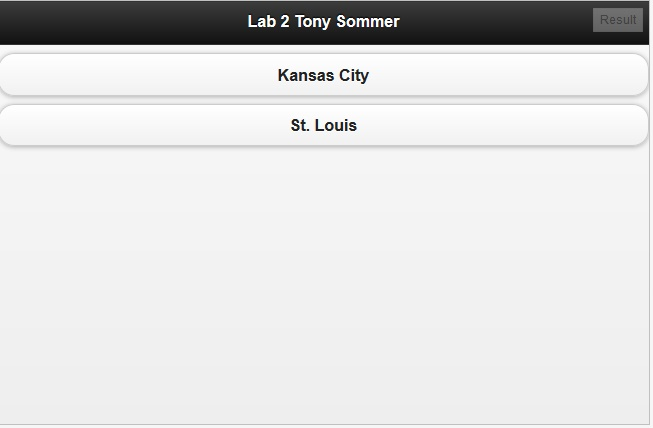 Lab 2 Tony Sommer
Result
Kansas City
St. Louis